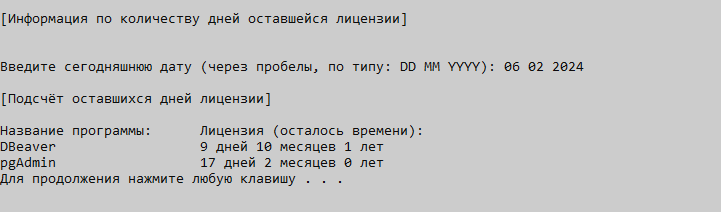 [Информация по количеству дней оставшейся лицензии]
Введите сегодняшнюю дату (через пробелы, по типу: DD MM YYYY): 06 02 2024
[Подсчёт оставшихся дней лицензии]
Название программы: Лицензия (осталось времени):
DBeaver 9 дней 10 месяцев 1 лет
pgAdmin 17 дней 2 месяцев 0 лет
Для продолжения нажмите любую клавишу . . .